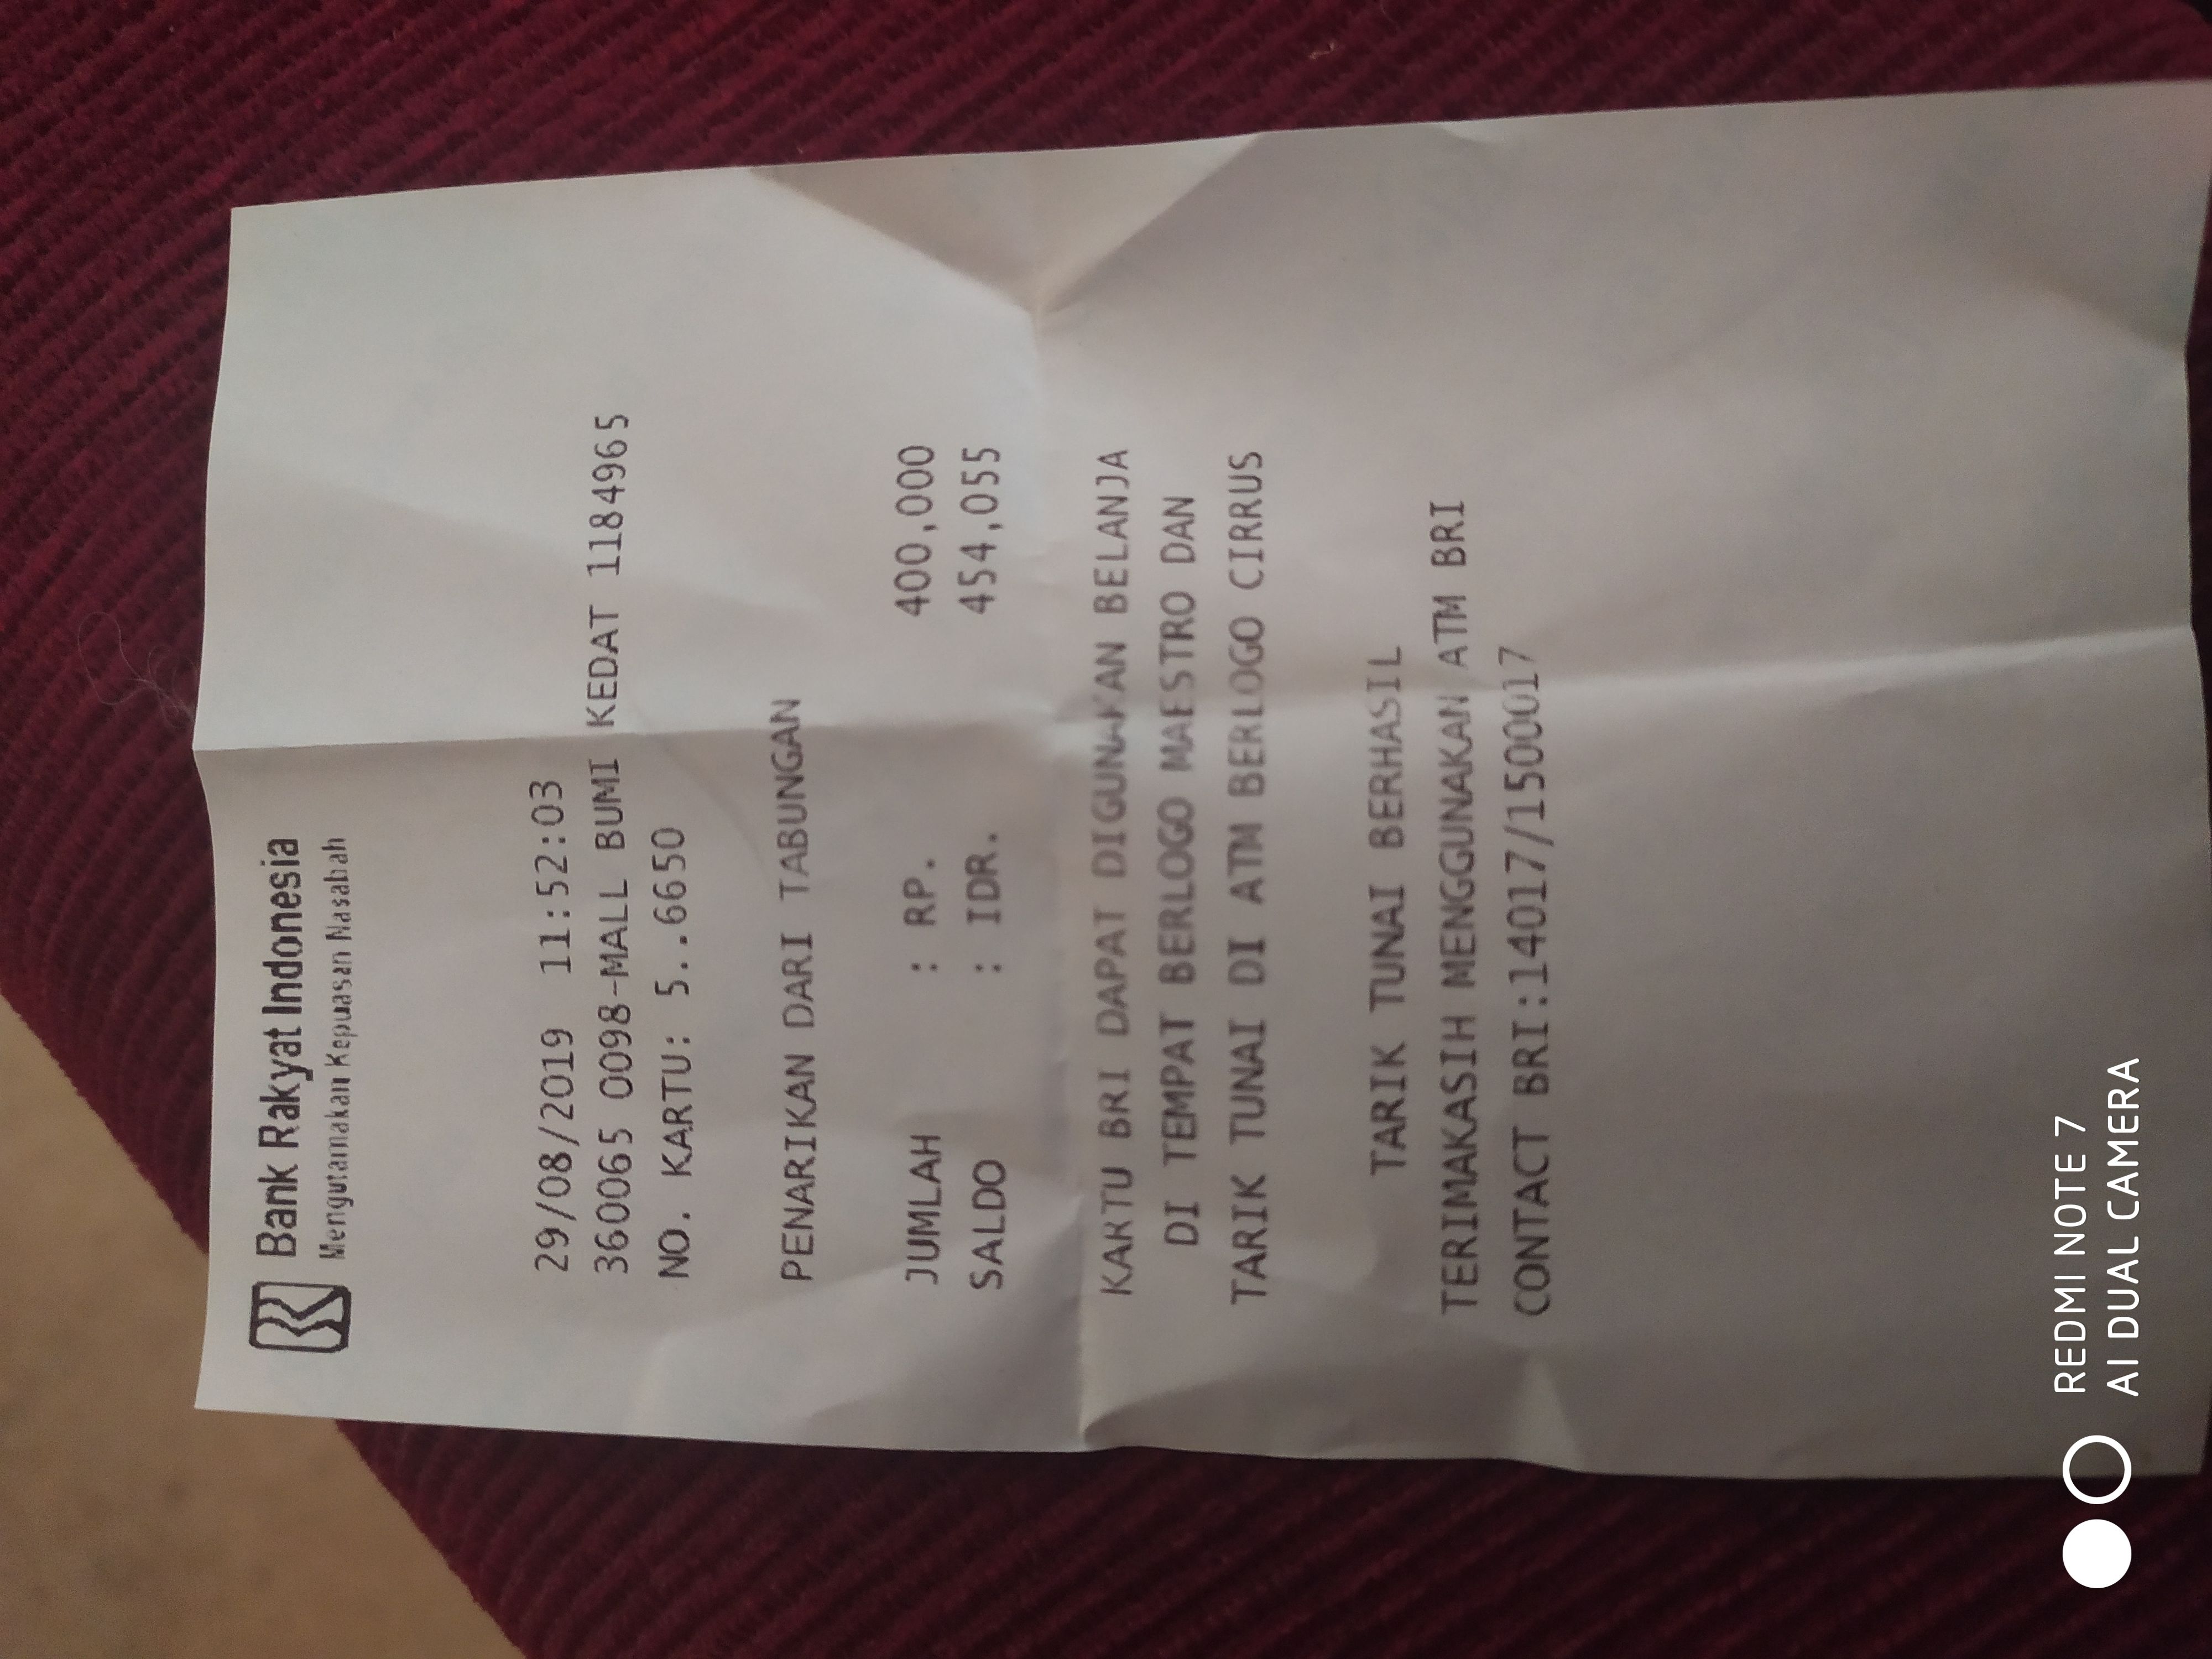 Bank Rakyat Indonesia
Mengutamakan Kepuasan Nasabah
29/08/2019 11:52:03
360065 0098-MALL BUMI KEDAT 1184965
NO. KARTU: 5..6650
PENARIKAN DARI TABUNGAN
JUMLAH : RP. 400,000
SALDO : IDR. 454,055
KARTU BRI DAPAT DIGUNAKAN BELANJA
DI TEMPAT BERLOGO MAESTRO DAN
TARIK TUNAI DI ATM BERLOGO CIRRUS
TARIK TUNAI BERHASIL
TERIMAKASIH MENGGUNAKAN ATM BRI
CONTACT BRI:14017/1500017
REDMI NOTE 7
AI DUAL CAMERA